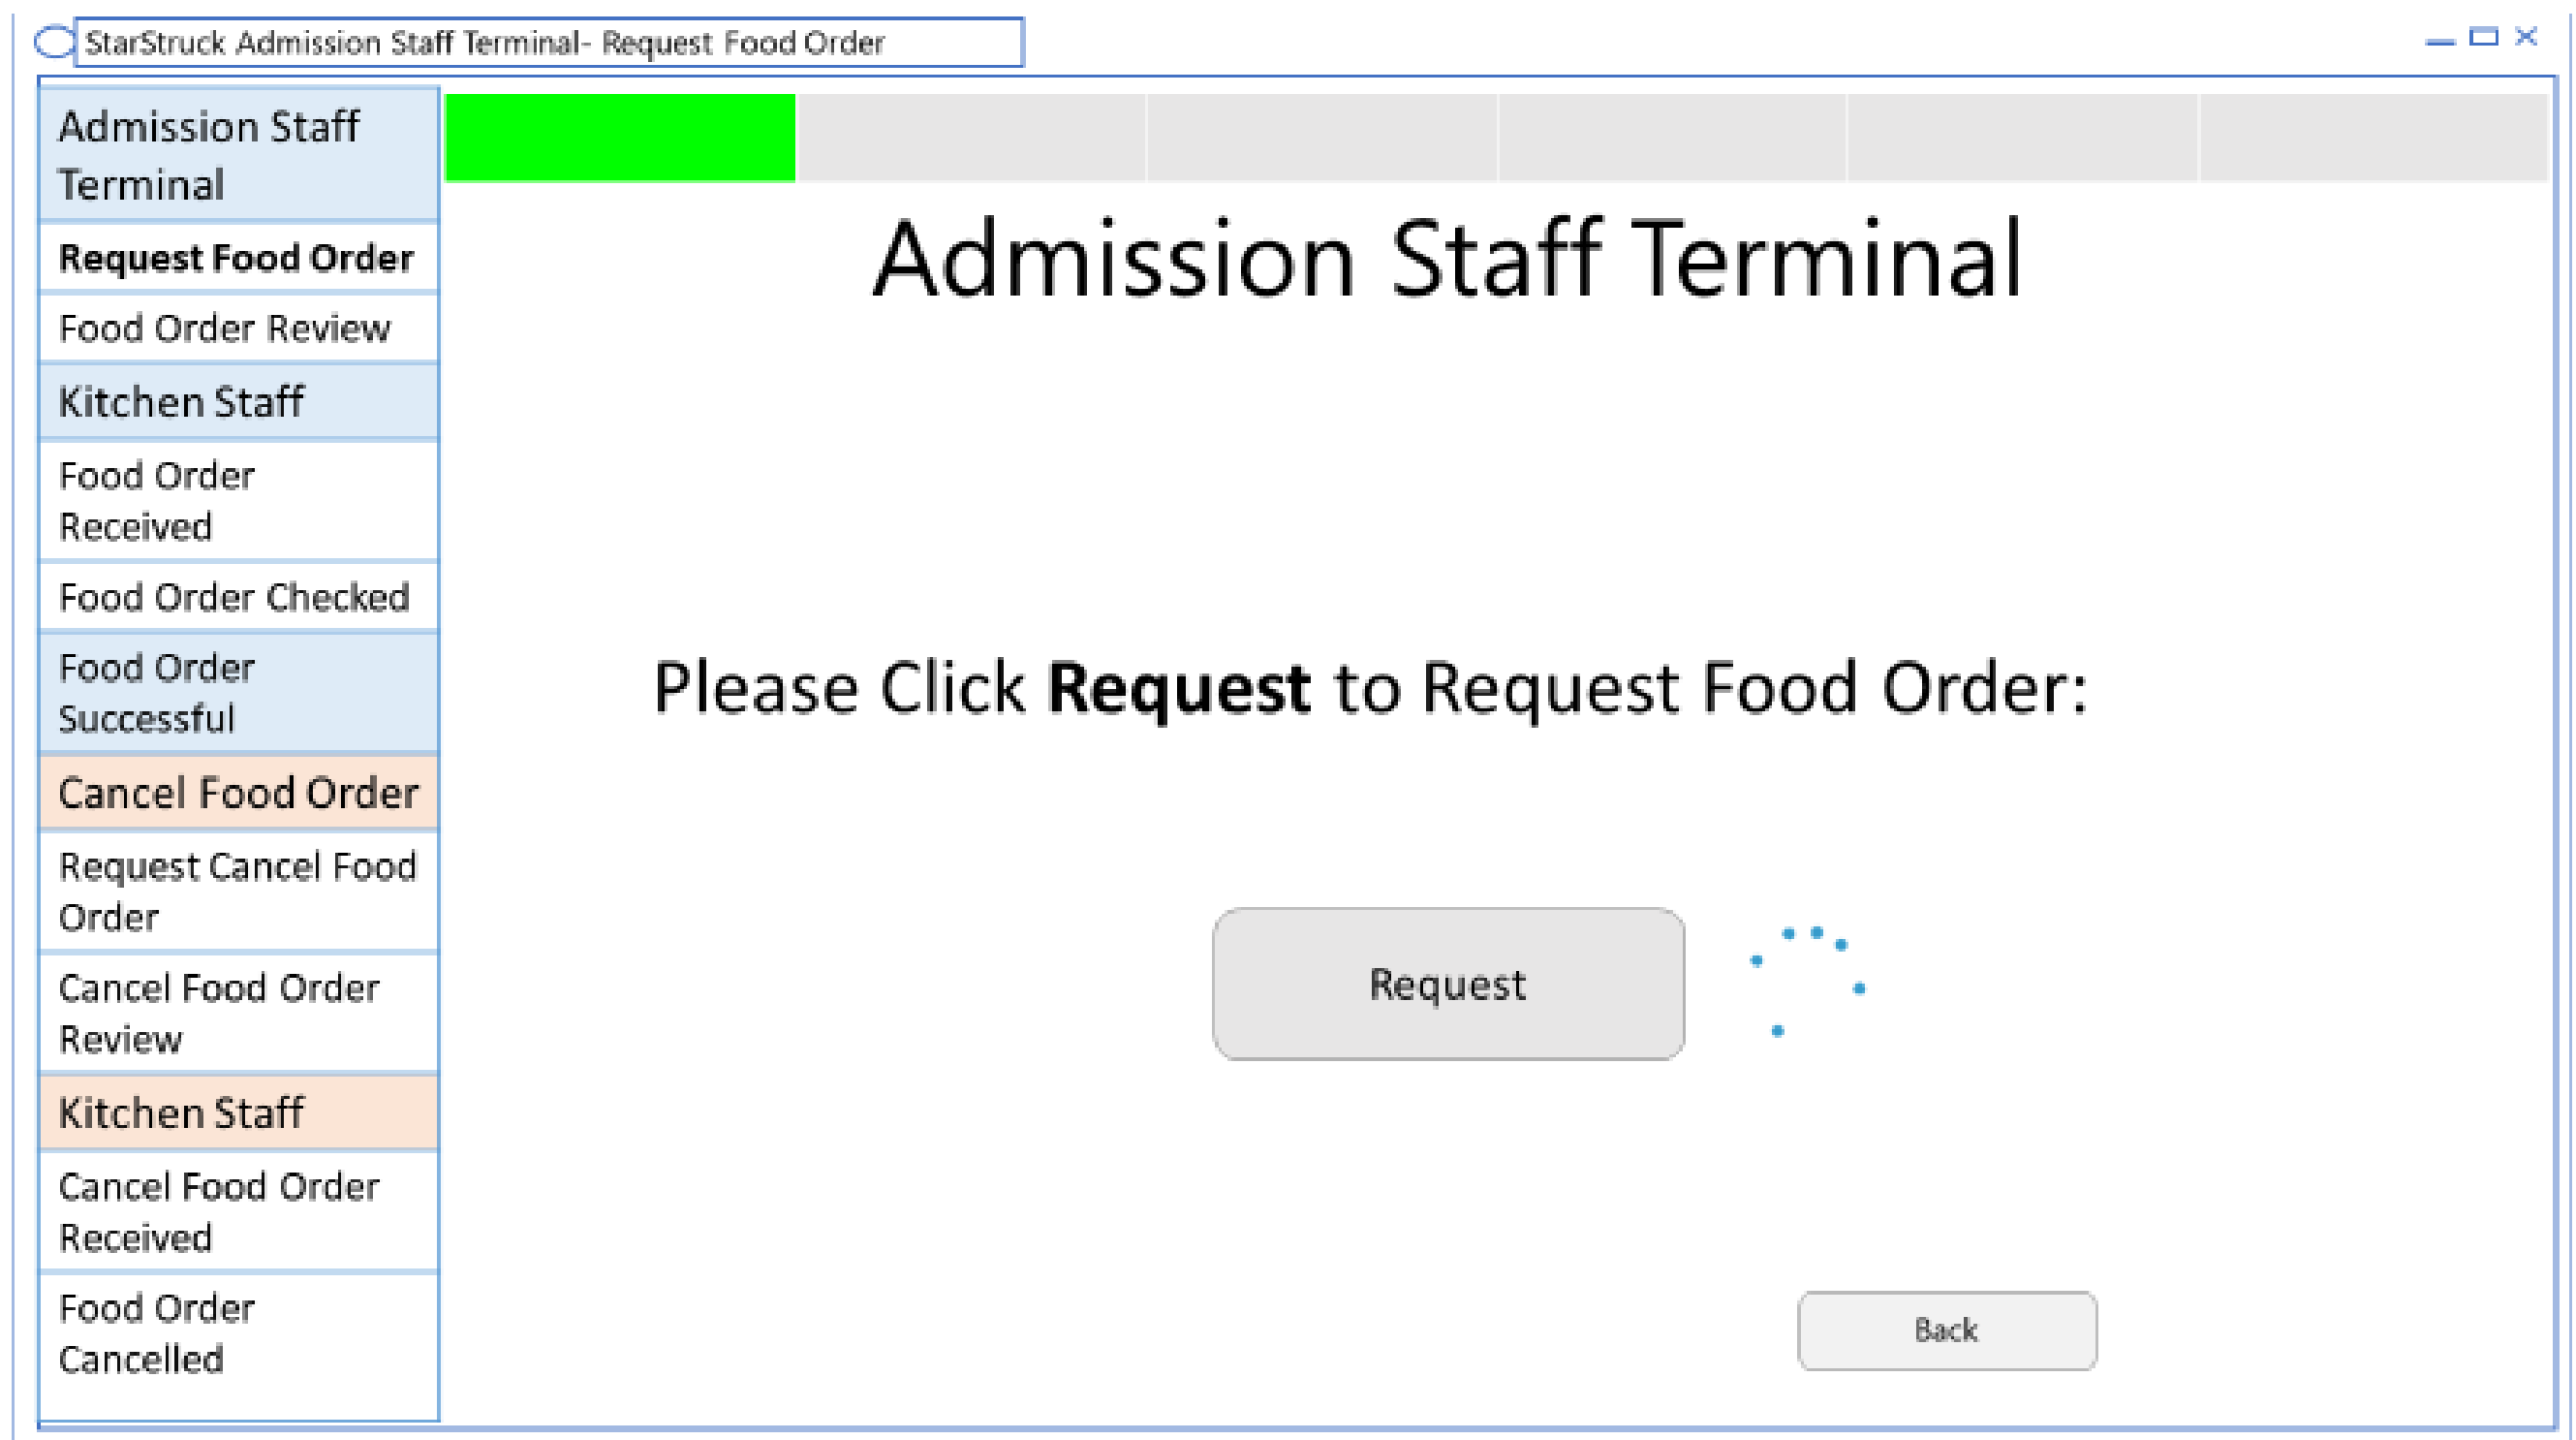 StarStruck Admission Staff Terminal- Request Food Order
Admission Staff
Terminal
Request Food Order
Food Order Review
Kitchen Staff
Food Order
Received
Food Order Checked
Food Order
Successful
Cancel Food Order
Request Cancel Food
Order
Cancel Food Order
Review
Kitchen Staff
Cancel Food Order
Received
Food Order
Cancelled
Admission Staff Terminal
Please Click Request to Request Food Order:
Request
Back